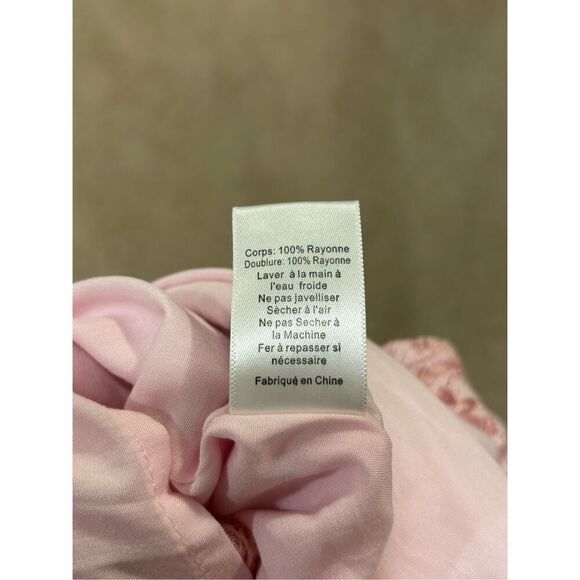 Corps: 100% Rayonne
Doublure: 100% Rayonne
Laver à la main à
l'eau froide
Ne pas javelliser
Sècher à l'air
Ne pas Secher à
la Machine
Fer à repasser si
nécessaire
Fabriqué en Chine